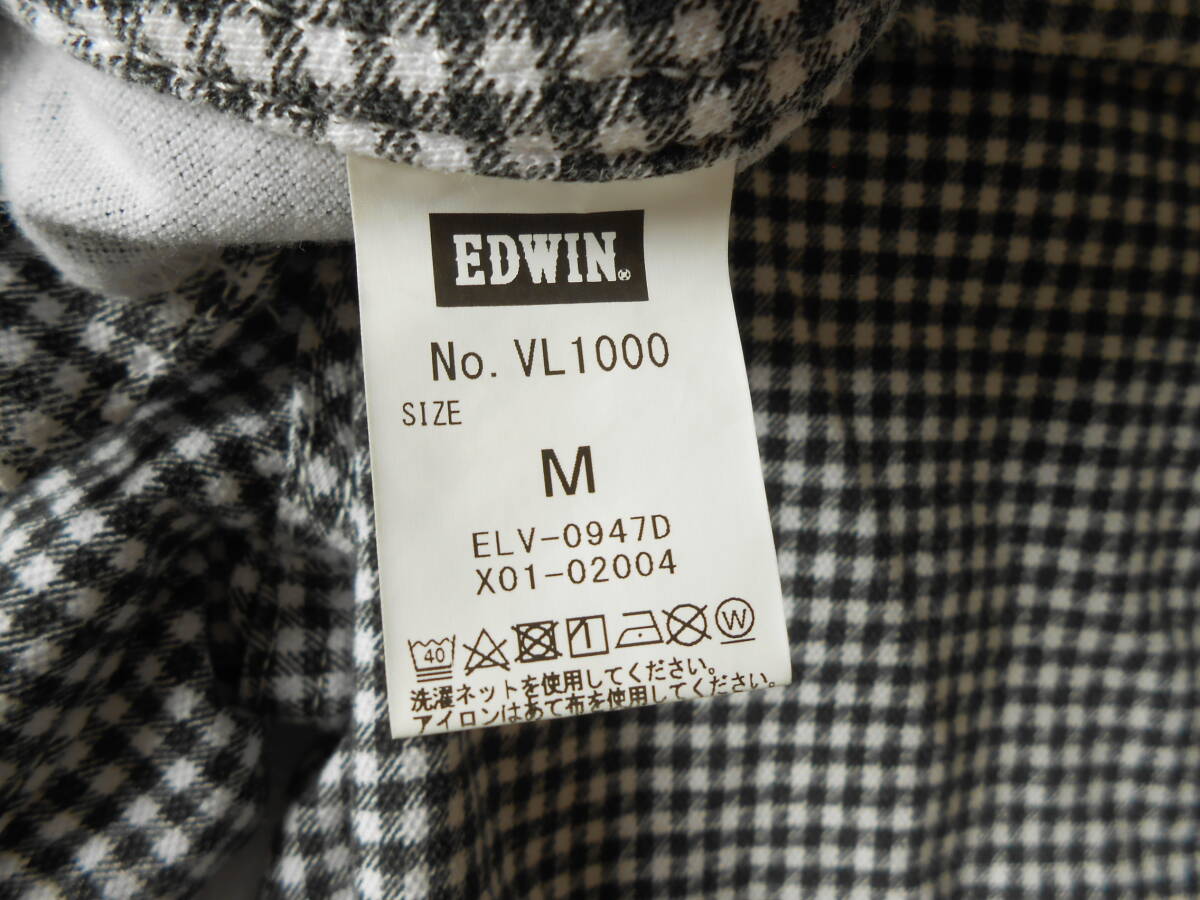 EDWIN®
No. VL1000
SIZE
M
ELV-0947D
X01-02004
40 W
洗濯ネットを使用してください。
アイロンはあて布を使用してください。